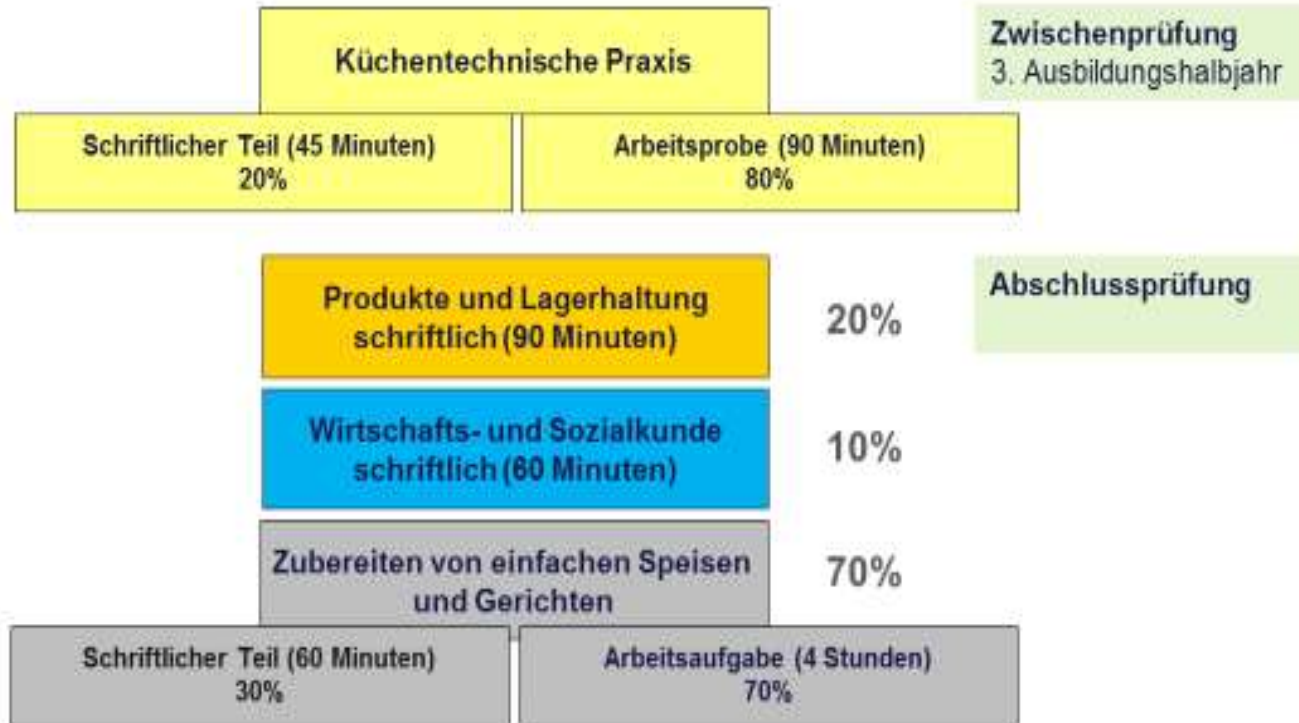 Küchentechnische Praxis
Zwischenprüfung
3. Ausbildungshalbjahr
Schriftlicher Teil (45 Minuten)
20%
Arbeitsprobe (90 Minuten)
80%
Produkte und Lagerhaltung
schriftlich (90 Minuten)
20%
Abschlussprüfung
Wirtschafts- und Sozialkunde
schriftlich (60 Minuten)
10%
Zubereiten von einfachen Speisen
und Gerichten
70%
Schriftlicher Teil (60 Minuten)
30%
Arbeitsaufgabe (4 Stunden)
70%